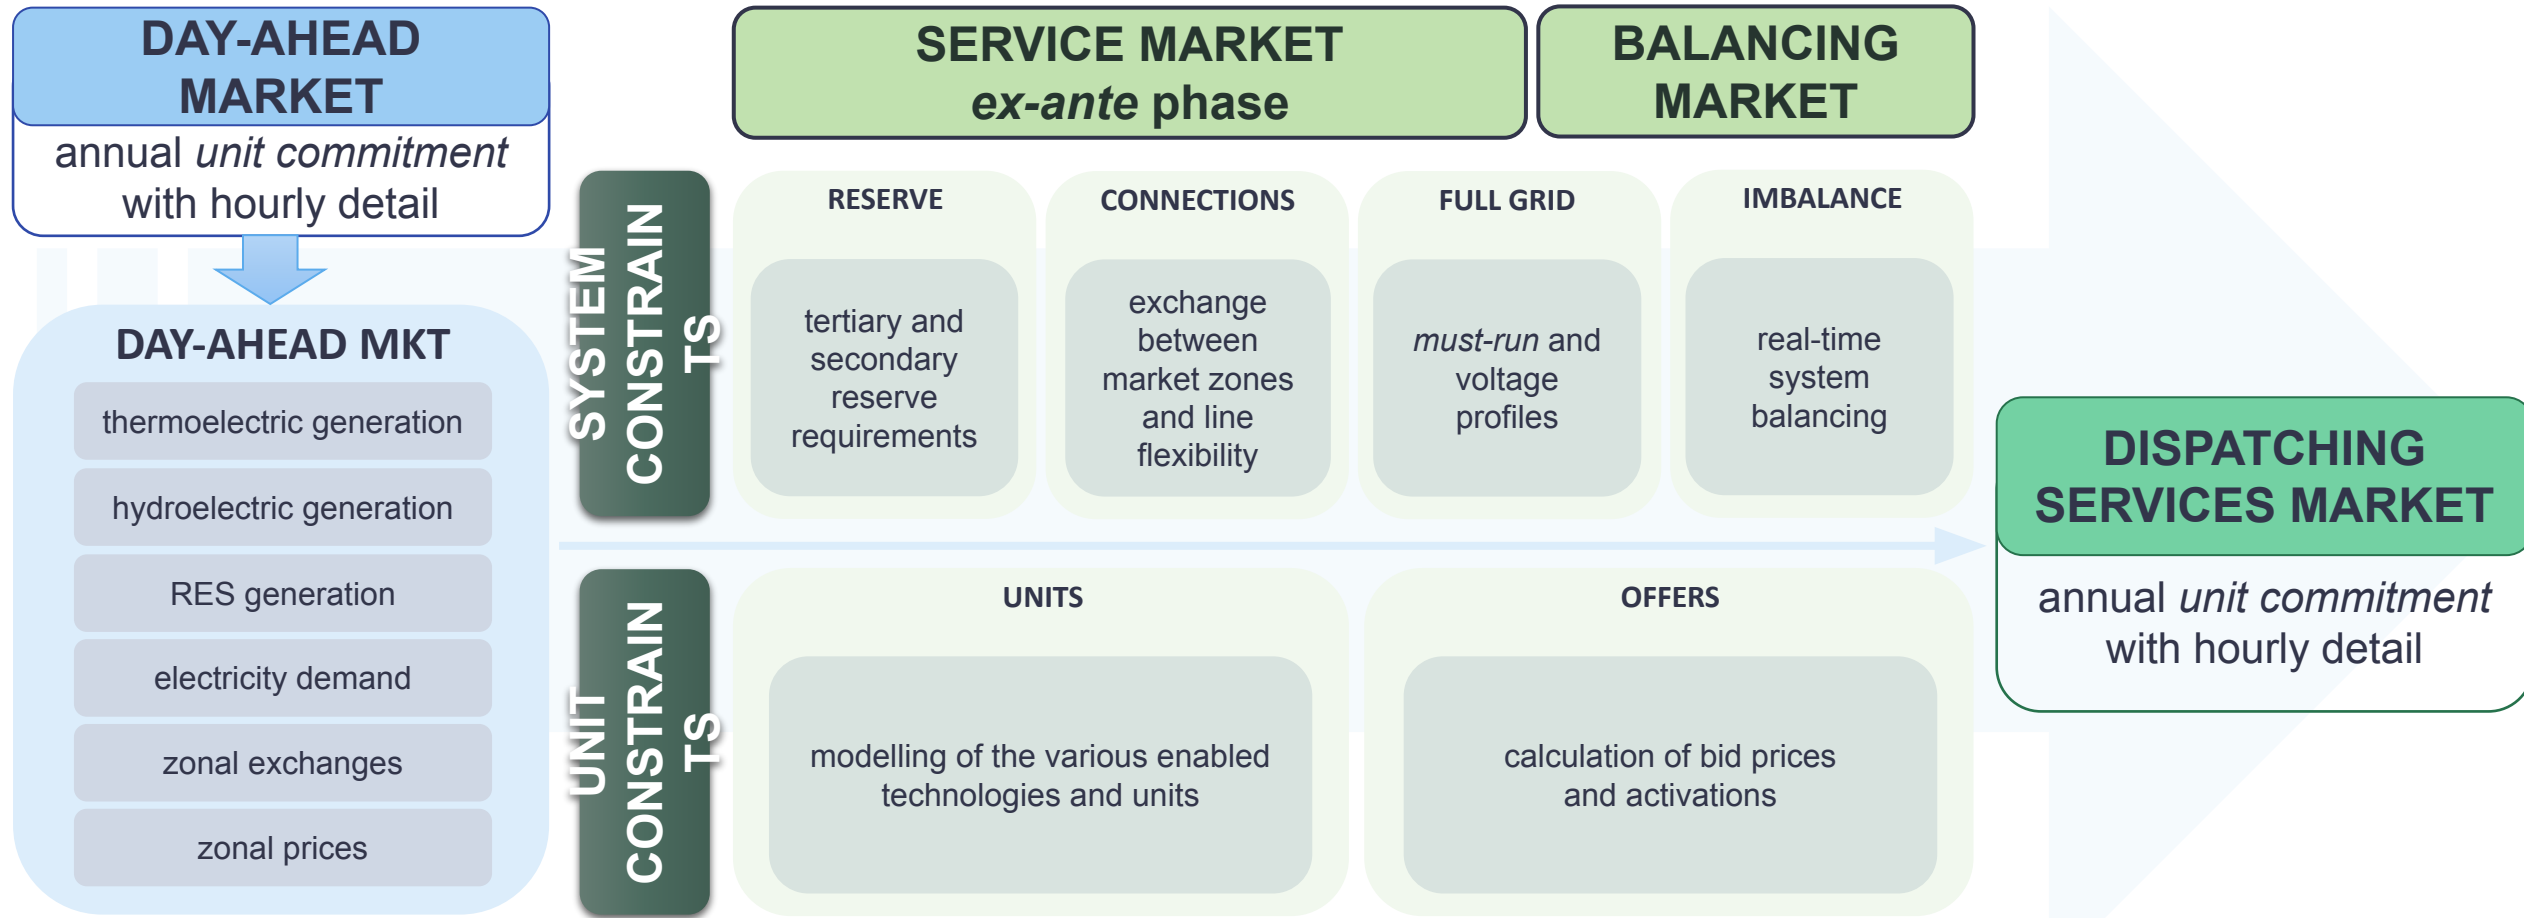 DAY-AHEAD
MARKET
annual unit commitment
with hourly detail
DAY-AHEAD MKT
thermoelectric generation
hydroelectric generation
RES generation
electricity demand
zonal exchanges
zonal prices
SERVICE MARKET
ex-ante phase
BALANCING
MARKET
SYSTEM
CONSTRAIN
TS
RESERVE
tertiary and
secondary
reserve
requirements
CONNECTIONS
exchange
between
market zones
and line
flexibility
FULL GRID
must-run and
voltage
profiles
IMBALANCE
real-time
system
balancing
UNIT
CONSTRAIN
TS
UNITS
modelling of the various enabled
technologies and units
OFFERS
calculation of bid prices
and activations
DISPATCHING
SERVICES MARKET
annual unit commitment
with hourly detail